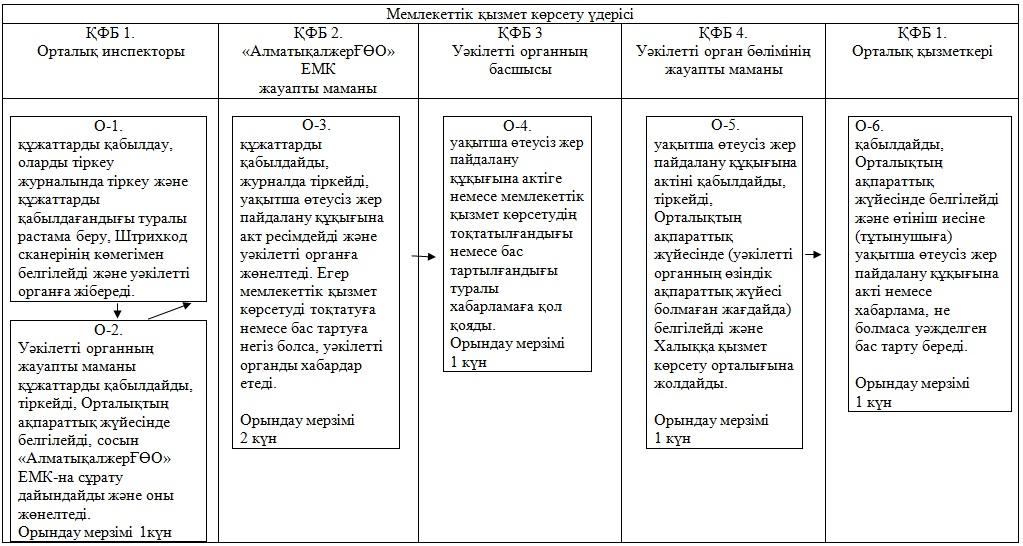 Мемлекеттік қызмет көрсету үдерісі
ҚФБ 1.
Орталық инспекторы
ҚФБ 2.
«АлматықалжерҒӨО»
ЕМК
жауапты маманы
ҚФБ 3
Уәкілетті органның
басшысы
ҚФБ 4.
Уәкілетті орган бөлімінің
жауапты маманы
ҚФБ 1.
Орталық қызметкері
О-1.
құжаттарды қабылдау,
оларды тіркеу
журналында тіркеу және
құжаттарды
қабылдағандығы туралы
растама беру, Штрихкод
сканерінің көмегімен
белгілейді және уәкілетті
органға жібереді.
О-2.
Уәкілетті органның
жауапты маманы
құжаттарды қабылдайды,
тіркейді, Орталықтың
ақпараттық жүйесінде
белгілейді, сосын
«АлматықалжерҒӨО»
ЕМК-на сұрату
дайындайды және оны
жөнелтеді.
Орындау мерзімі 1күн
О-3.
құжаттарды
қабылдайды,
журналда тіркейді,
уақытша өтеусіз жер
пайдалану құқығына
акт ресімдейді және
уәкілетті органға
жөнелтеді. Егер
мемлекеттік қызмет
көрсетуді тоқтатуға
немесе бас тартуға
негіз болса, уәкілетті
органды хабардар
етеді.
Орындау мерзімі
2 күн
О-4.
уақытша өтеусіз жер
пайдалану
құқығына актіге
немесе мемлекеттік
қызмет көрсетудің
тоқтатылғандығы
немесе бас
тартылғандығы
туралы
хабарламаға қол
қояды.
Орындау мерзімі
1 күн
О-5.
уақытша өтеусіз жер
пайдалану құқығына
актіні қабылдайды,
тіркейді,
Орталықтың
ақпараттық
жүйесінде (уәкілетті
органның өзіндік
ақпараттық жүйесі
болмаған жағдайда)
белгілейді және
Халыққа қызмет
көрсету орталығына
жолдайды.
Орындау мерзімі
1 күн
О-6.
қабылдайды,
Орталықтың
ақпараттық
жүйесінде белгілейді
және өтініш иесіне
(тұтынушыға)
уақытша өтеусіз жер
пайдалану құқығына
акті немесе
хабарлама, не
болмаса уәжделген
бас тарту береді.
Орындау мерзімі
1 күн